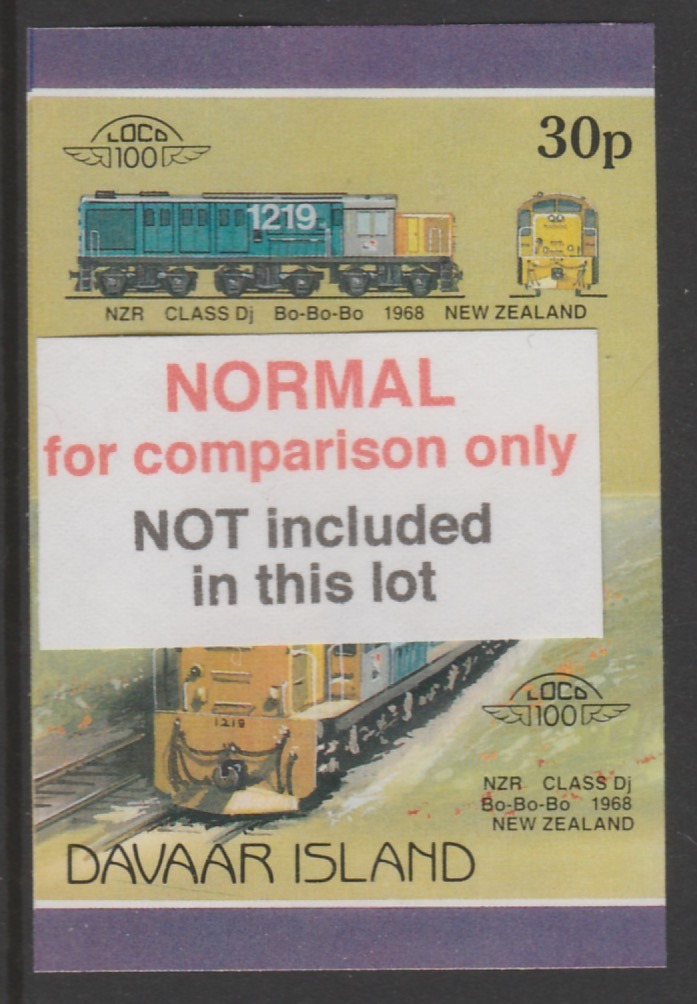 LOCO
100
30p
1219
NZR CLASS Dj Bo-Bo-Bo 1968 NEW ZEALAND
NORMAL
for comparison only
NOT included
in this lot
1219
LOCO
100
NZR CLASS Dj
Bo-Bo-Bo 1968
NEW ZEALAND
DAVAAR ISLAND